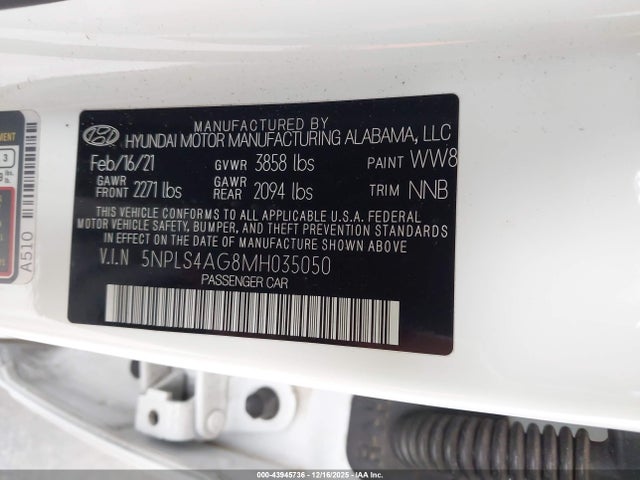 MANUFACTURED BY
HYUNDAI MOTOR MANUFACTURING ALABAMA, LLC
Feb/16/21 GVWR 3858 lbs PAINT WW8
GAWR FRONT 2271 lbs GAWR REAR 2094 lbs TRIM NNB
THIS VEHICLE CONFORMS TO ALL APPLICABLE U.S.A. FEDERAL
MOTOR VEHICLE SAFETY, BUMPER, AND THEFT PREVENTION STANDARDS
IN EFFECT ON THE DATE OF MANUFACTURE SHOWN ABOVE.
V.I.N 5NPLS4AG8MH035050
PASSENGER CAR
A510
3
000-43945736 - 12/16/2025 - IAA Inc.